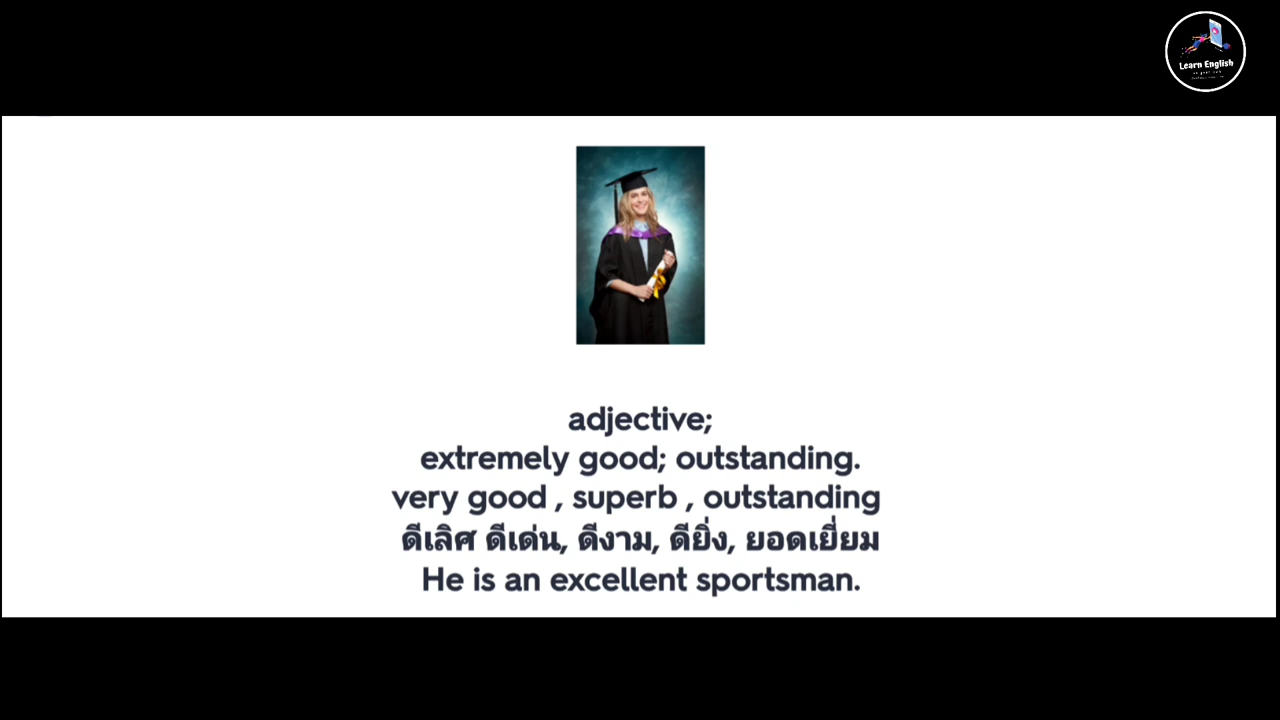 Learn English
adjective;
extremely good; outstanding.
very good , superb , outstanding
ดีเลิศ ดีเด่น, ดีงาม, ดียิ่ง, ยอดเยี่ยม
He is an excellent sportsman.